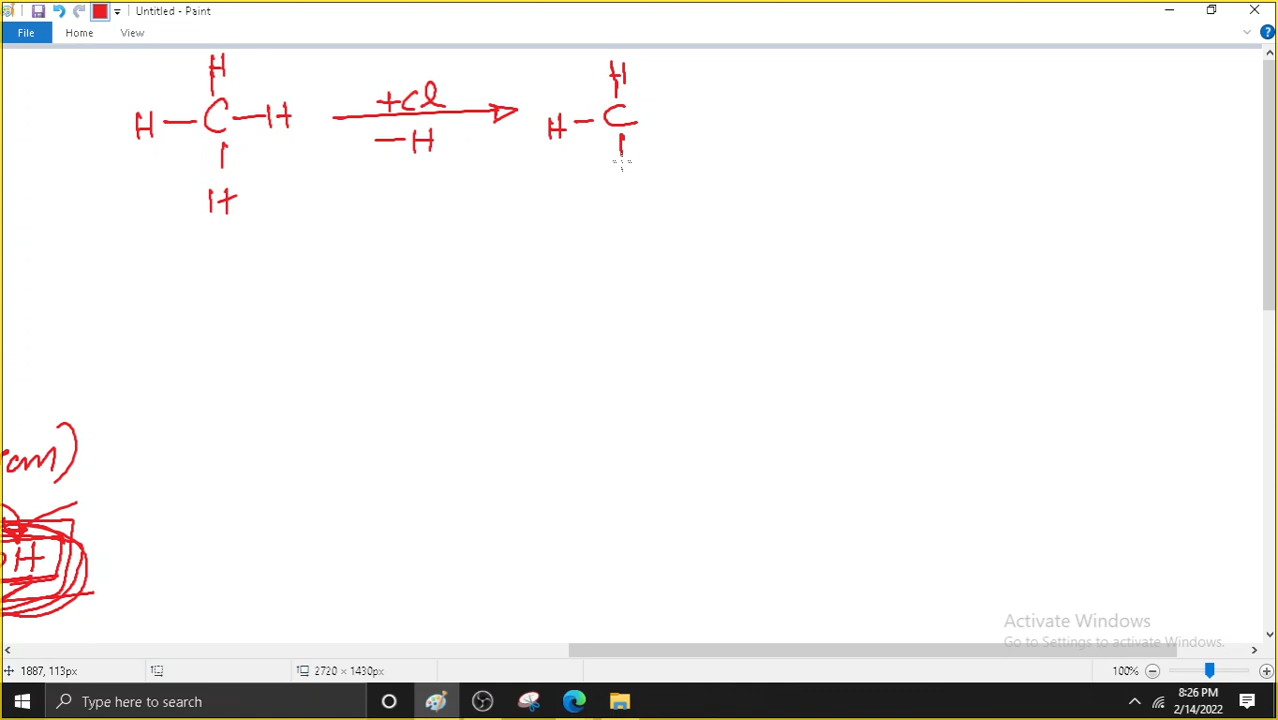 Untitled - Paint
File Home View
H H
H — C — H +Cl H - C
- H
H
cm)
H
Activate Windows
Go to Settings to activate Windows.
1887, 113px 2720 × 1430px 100%
Type here to search
8:26 PM
2/14/2022